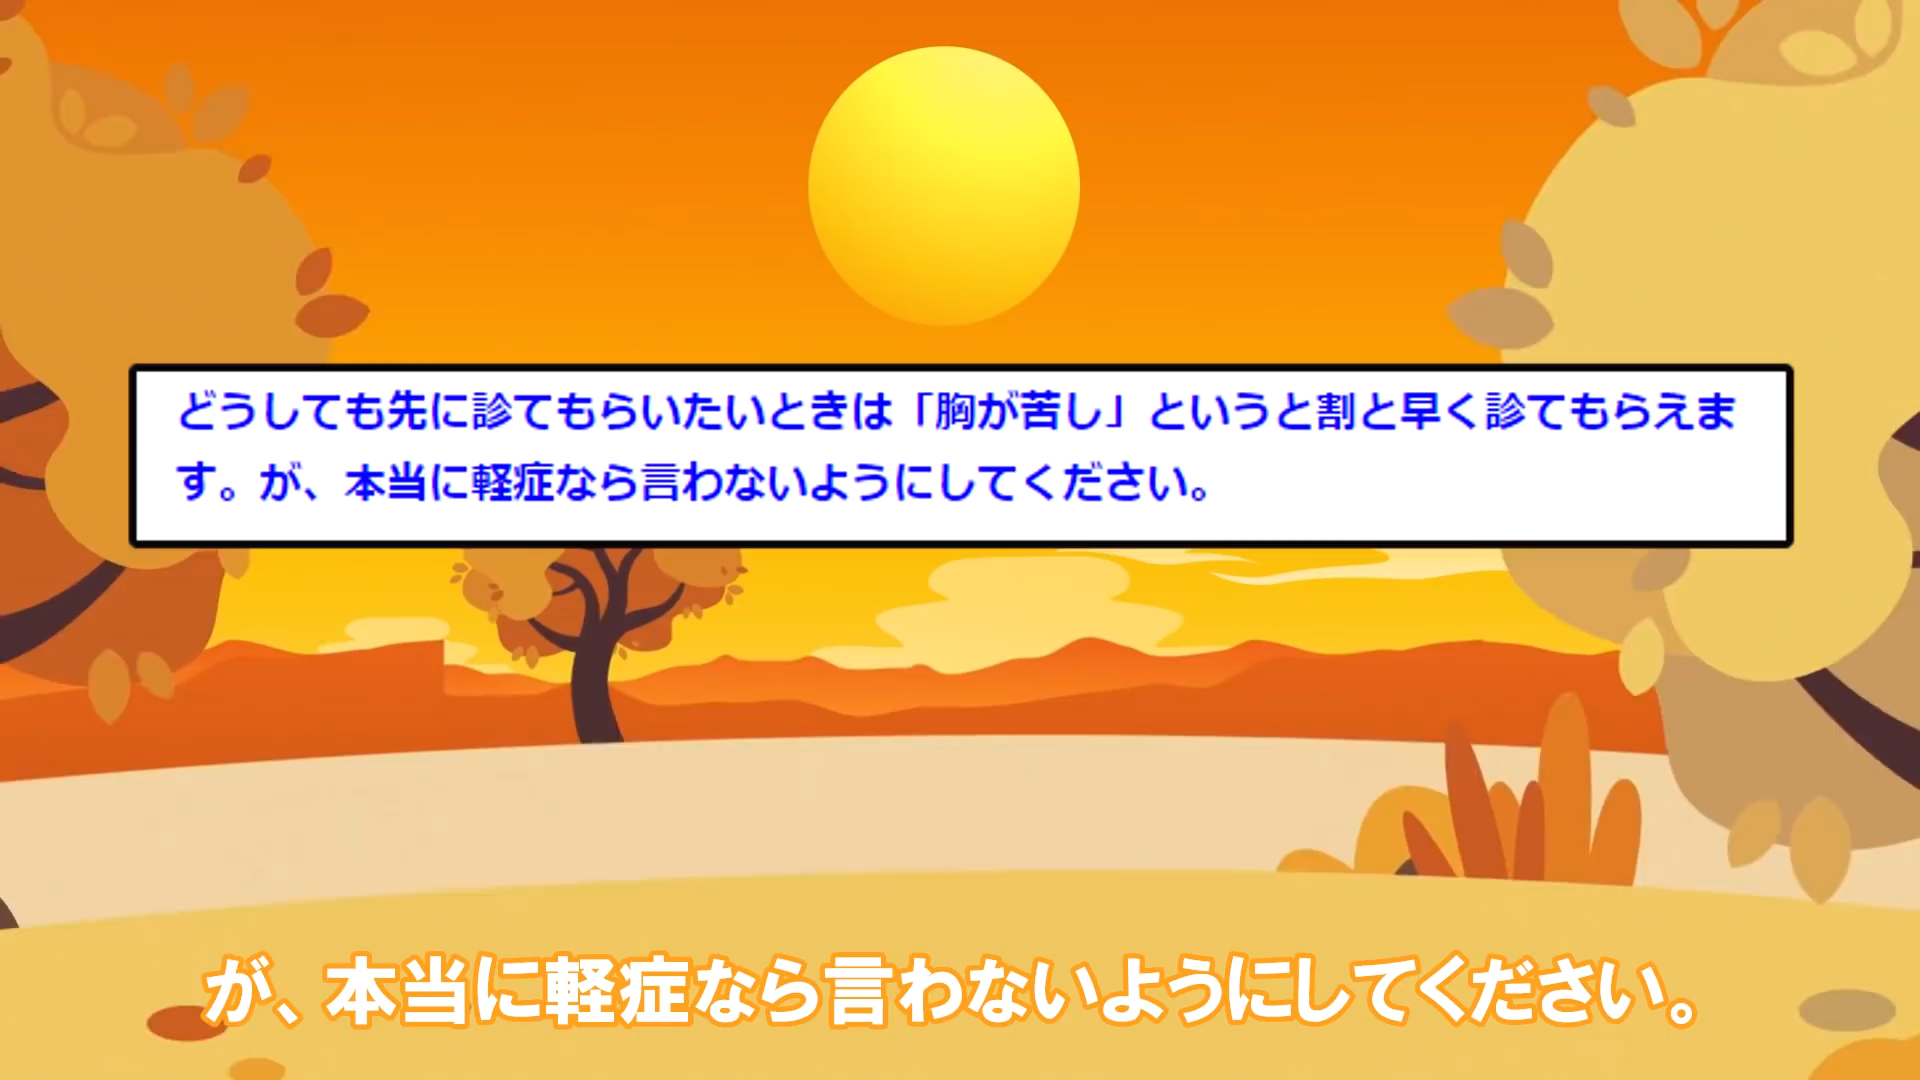 どうしても先に診てもらいたいときは「胸が苦し」というと割と早く診てもらえま
す。が、本当に軽症なら言わないようにしてください。
が、本当に軽症なら言わないようにしてください。